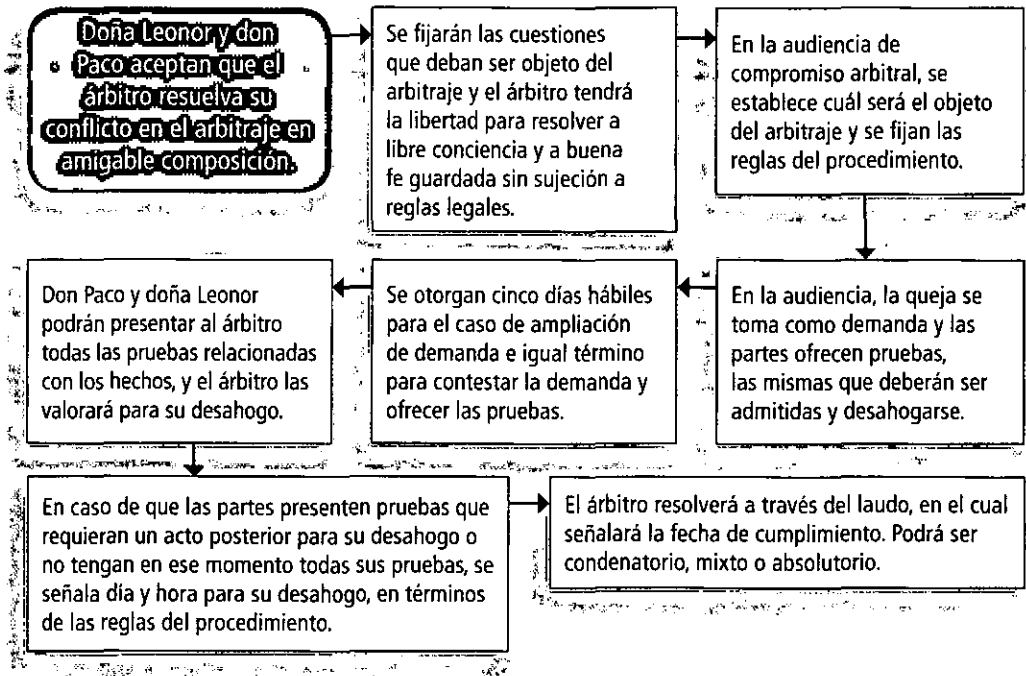 Doña Leonor y don
Paco aceptan que el
árbitro resuelva su
conflicto en el arbitraje en
amigable composición.
Se fijarán las cuestiones
que deban ser objeto del
arbitraje y el árbitro tendrá
la libertad para resolver a
libre conciencia y a buena
fe guardada sin sujeción a
reglas legales.
En la audiencia de
compromiso arbitral, se
establece cuál será el objeto
del arbitraje y se fijan las
reglas del procedimiento.
En la audiencia, la queja se
toma como demanda y las
partes ofrecen pruebas,
las mismas que deberán ser
admitidas y desahogarse.
Se otorgan cinco días hábiles
para el caso de ampliación
de demanda e igual término
para contestar la demanda y
ofrecer las pruebas.
Don Paco y doña Leonor
podrán presentar al árbitro
todas las pruebas relacionadas
con los hechos, y el árbitro las
valorará para su desahogo.
En caso de que las partes presenten pruebas que
requieran un acto posterior para su desahogo o
no tengan en ese momento todas sus pruebas, se
señala día y hora para su desahogo, en términos
de las reglas del procedimiento.
El árbitro resolverá a través del laudo, en el cual
señalará la fecha de cumplimiento. Podrá ser
condenatorio, mixto o absolutorio.